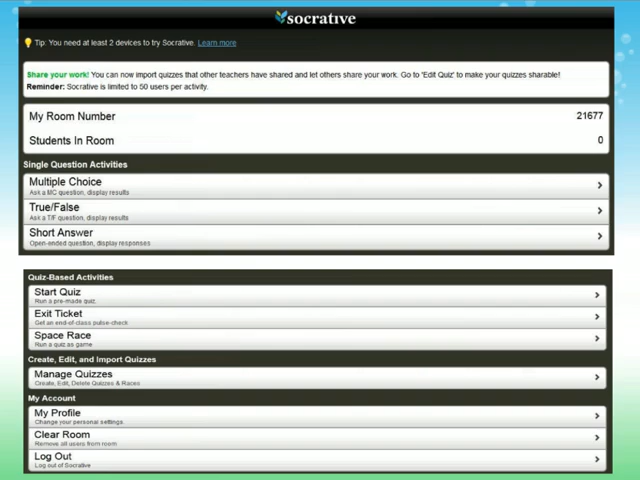 socrative
Tip: You need at least 2 devices to try Socrative. Learn more
Share your work! You can now import quizzes that other teachers have shared and let others share your work. Go to 'Edit Quiz' to make your quizzes sharable!
Reminder: Socrative is limited to 50 users per activity.
My Room Number 21677
Students In Room 0
Single Question Activities
Multiple Choice
Ask a MC question, display results
True/False
Ask a T/F question, display results
Short Answer
Open-ended question, display responses
Quiz-Based Activities
Start Quiz
Run a pre-made quiz.
Exit Ticket
Get an end-of-class pulse-check
Space Race
Run a quiz as game
Create, Edit, and Import Quizzes
Manage Quizzes
Create, Edit, Delete Quizzes & Races
My Account
My Profile
Change your personal settings.
Clear Room
Remove all users from room
Log Out
Log out of Socrative